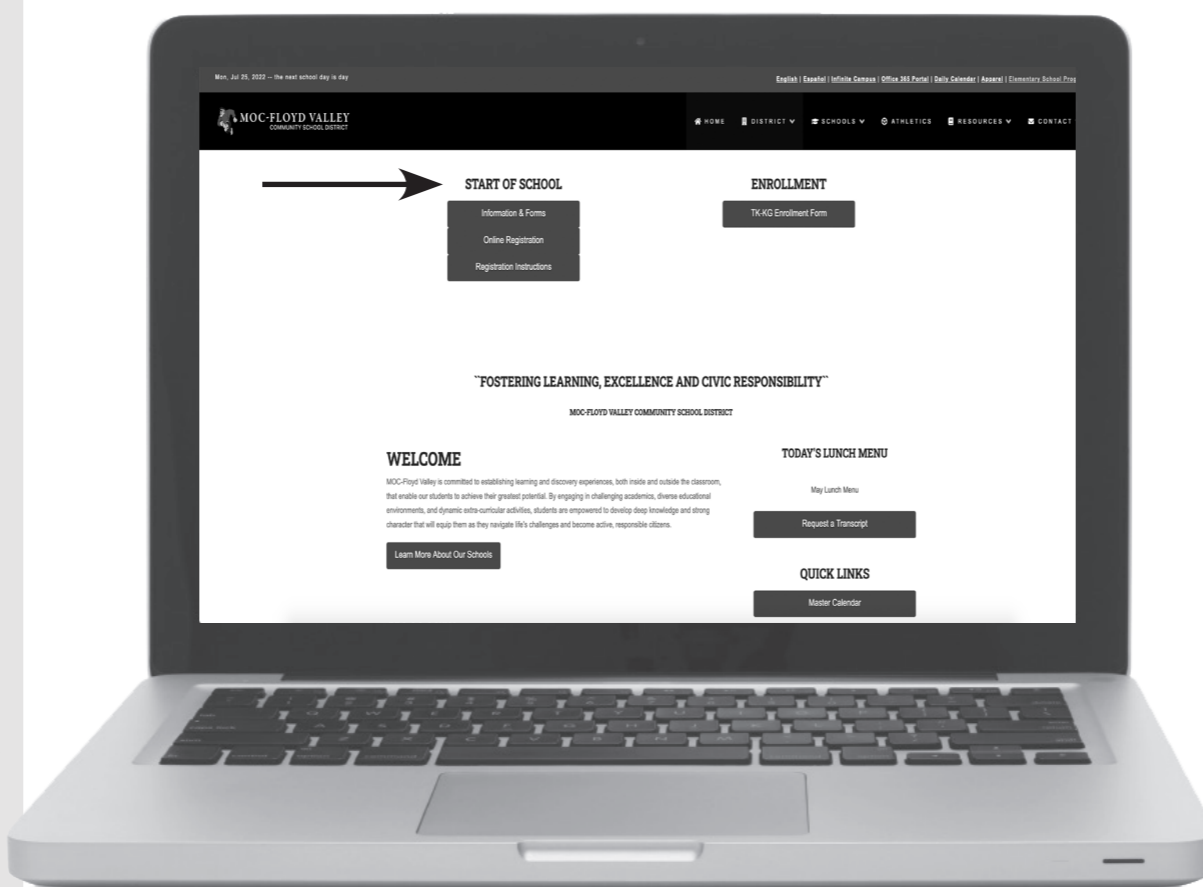 Mon, Jul 25, 2022 -- the next school day is day
English | Español | Infinite Campus | Office 365 Portal | Daily Calendar | Apparel | Elementary School Prog
MOC-FLOYD VALLEY
COMMUNITY SCHOOL DISTRICT
HOME DISTRICT SCHOOLS ATHLETICS RESOURCES CONTACT
START OF SCHOOL
Information & Forms
Online Registration
Registration Instructions
ENROLLMENT
TK-KG Enrollment Form
``FOSTERING LEARNING, EXCELLENCE AND CIVIC RESPONSIBILITY``
MOC-FLOYD VALLEY COMMUNITY SCHOOL DISTRICT
WELCOME
MOC-Floyd Valley is committed to establishing learning and discovery experiences, both inside and outside the classroom,
that enable our students to achieve their greatest potential. By engaging in challenging academics, diverse educational
environments, and dynamic extra-curricular activities, students are empowered to develop deep knowledge and strong
character that will equip them as they navigate life's challenges and become active, responsible citizens.
Learn More About Our Schools
TODAY'S LUNCH MENU
May Lunch Menu
Request a Transcript
QUICK LINKS
Master Calendar